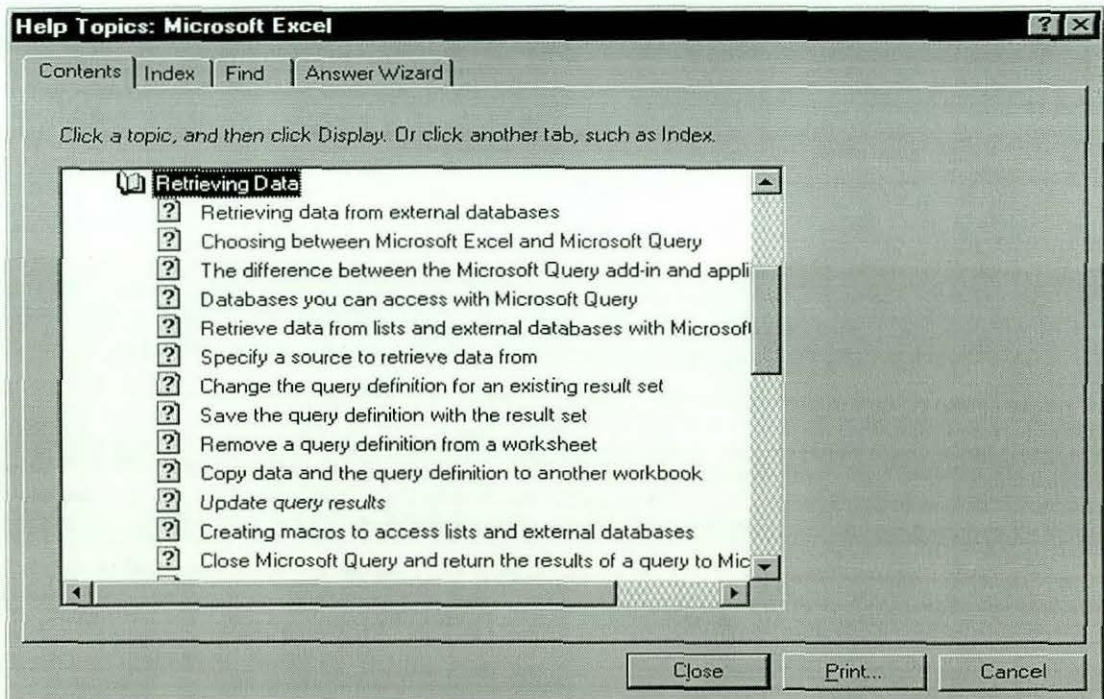 Help Topics: Microsoft Excel
Contents Index Find Answer Wizard
Click a topic, and then click Display. Or click another tab, such as Index.
Retrieving Data
Retrieving data from external databases
Choosing between Microsoft Excel and Microsoft Query
The difference between the Microsoft Query add-in and appli
Databases you can access with Microsoft Query
Retrieve data from lists and external databases with Microsoft
Specify a source to retrieve data from
Change the query definition for an existing result set
Save the query definition with the result set
Remove a query definition from a worksheet
Copy data and the query definition to another workbook
Update query results
Creating macros to access lists and external databases
Close Microsoft Query and return the results of a query to Mic
Close Print... Cancel